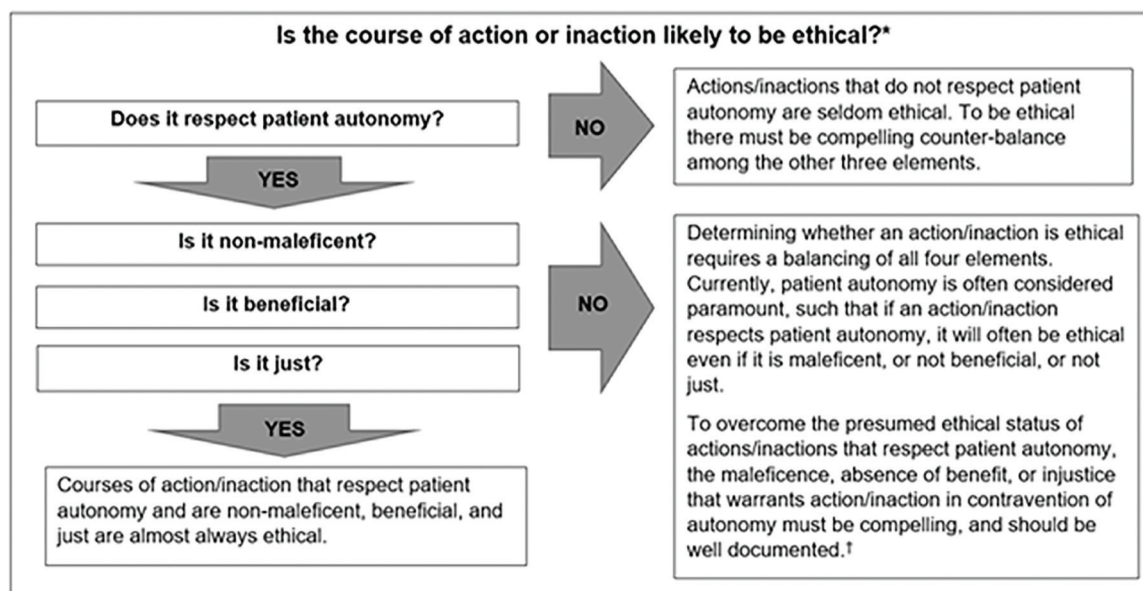 Is the course of action or inaction likely to be ethical?*
Does it respect patient autonomy?
NO
Actions/inactions that do not respect patient
autonomy are seldom ethical. To be ethical
there must be compelling counter-balance
among the other three elements.
YES
Is it non-maleficent?
Is it beneficial?
Is it just?
NO
Determining whether an action/inaction is ethical
requires a balancing of all four elements.
Currently, patient autonomy is often considered
paramount, such that if an action/inaction
respects patient autonomy, it will often be ethical
even if it is maleficent, or not beneficial, or not
just.
To overcome the presumed ethical status of
actions/inactions that respect patient autonomy,
the maleficence, absence of benefit, or injustice
that warrants action/inaction in contravention of
autonomy must be compelling, and should be
well documented.†
YES
Courses of action/inaction that respect patient
autonomy and are non-maleficent, beneficial, and
just are almost always ethical.